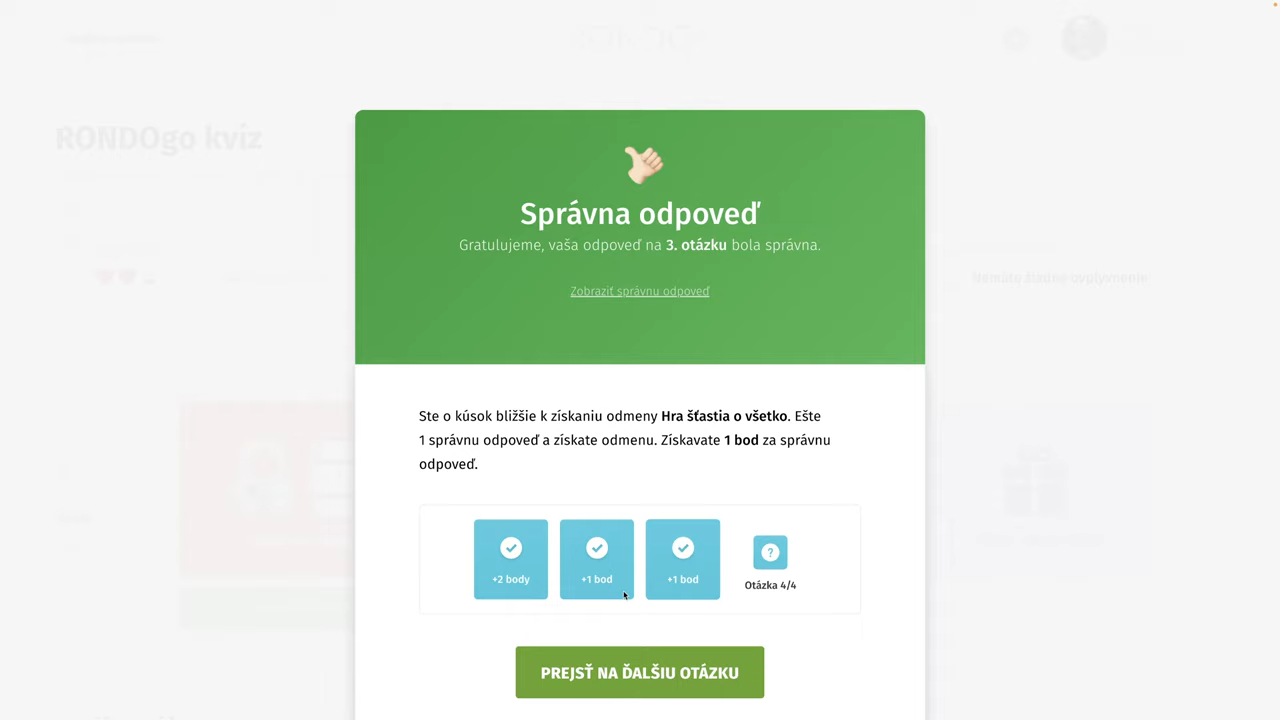 RONDOgo kvíz
Správna odpoveď
Gratulujeme, vaša odpoveď na 3. otázku bola správna.
Zobraziť správnu odpoveď
Ste o kúsok bližšie k získaniu odmeny Hra šťastia o všetko. Ešte
1 správnu odpoveď a získate odmenu. Získavate 1 bod za správnu
odpoveď.
+2 body
+1 bod
+1 bod
?
Otázka 4/4
PREJSŤ NA ĎALŠIU OTÁZKU